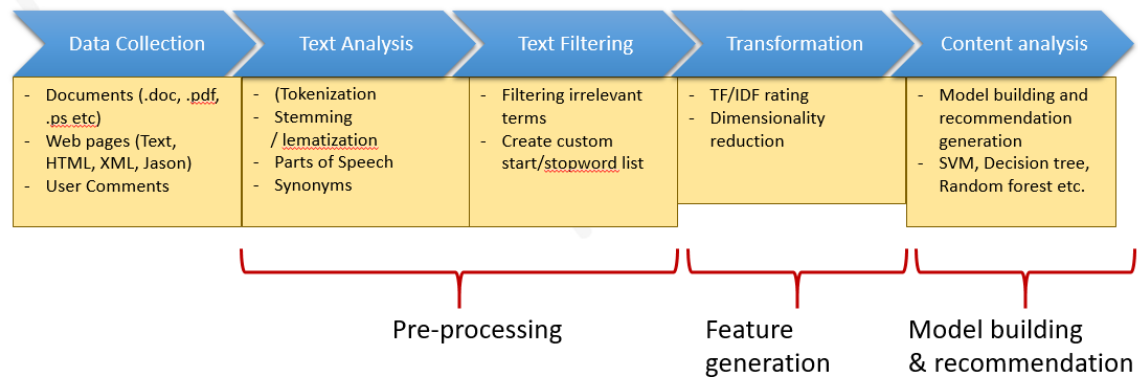 Data Collection
Text Analysis
Text Filtering
Transformation
Content analysis
- Documents (.doc, .pdf,
.ps etc)
- Web pages (Text,
HTML, XML, Jason)
- User Comments
- (Tokenization
- Stemming
/ lematization
- Parts of Speech
- Synonyms
- Filtering irrelevant
terms
- Create custom
start/stopword list
- TF/IDF rating
- Dimensionality
reduction
- Model building and
recommendation
generation
- SVM, Decision tree,
Random forest etc.
Pre-processing
Feature
generation
Model building
& recommendation